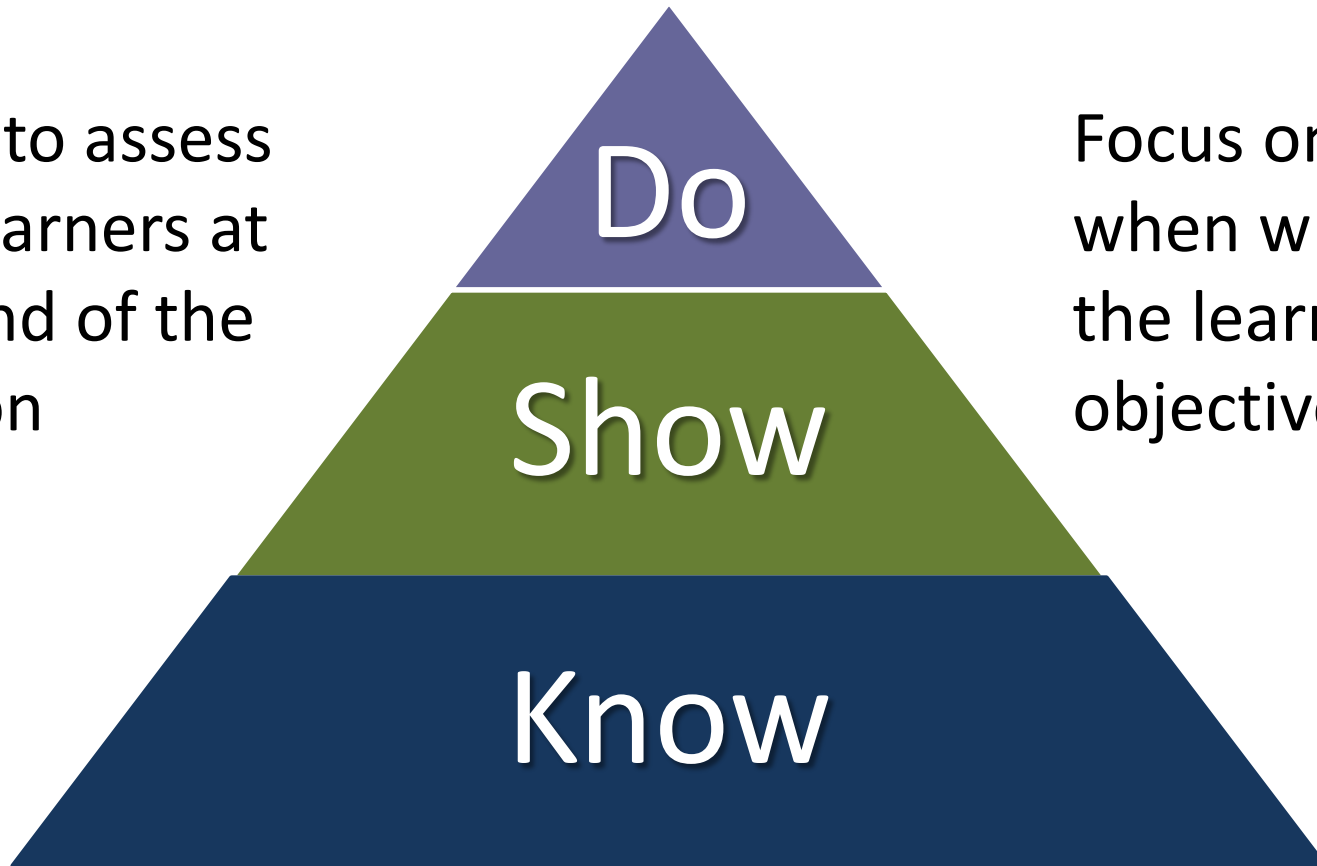 to assess
arners at
nd of the
on
Do
Show
Know
Focus or
when w
the learn
objective